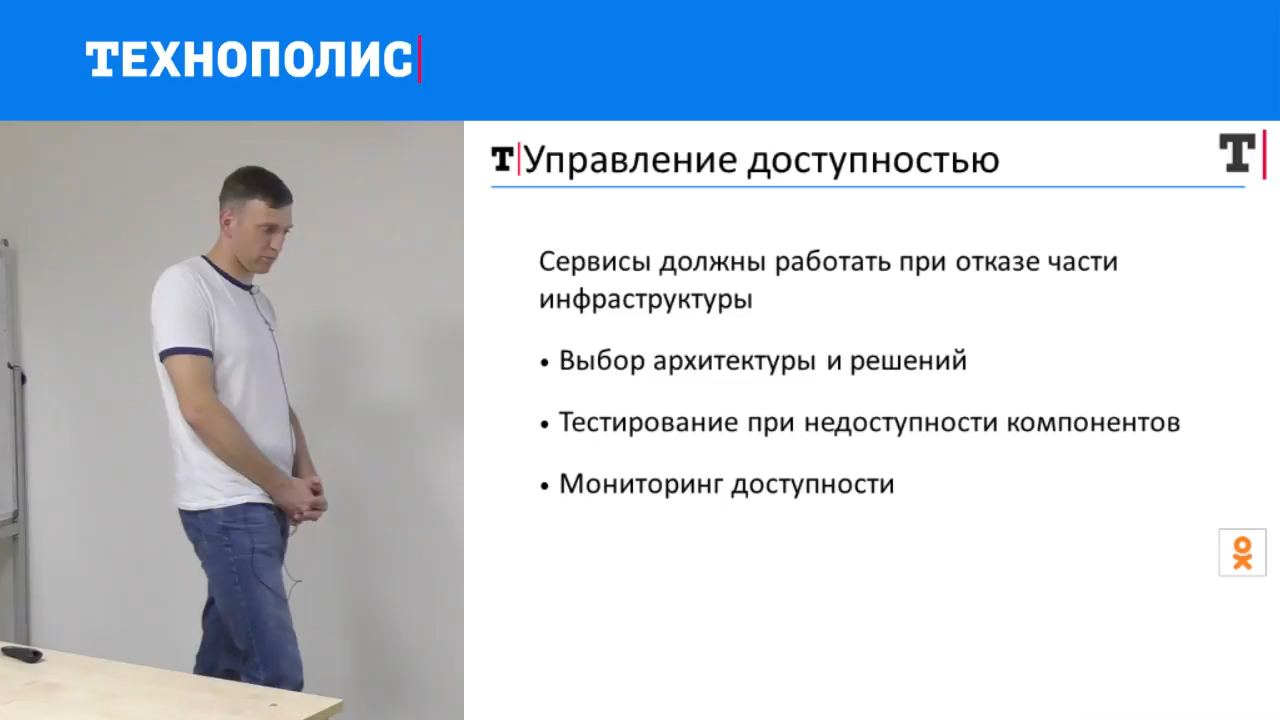 ТЕХНОПОЛИС
Т Управление доступностью
Т
Сервисы должны работать при отказе части
инфраструктуры
• Выбор архитектуры и решений
• Тестирование при недоступности компонентов
• Мониторинг доступности